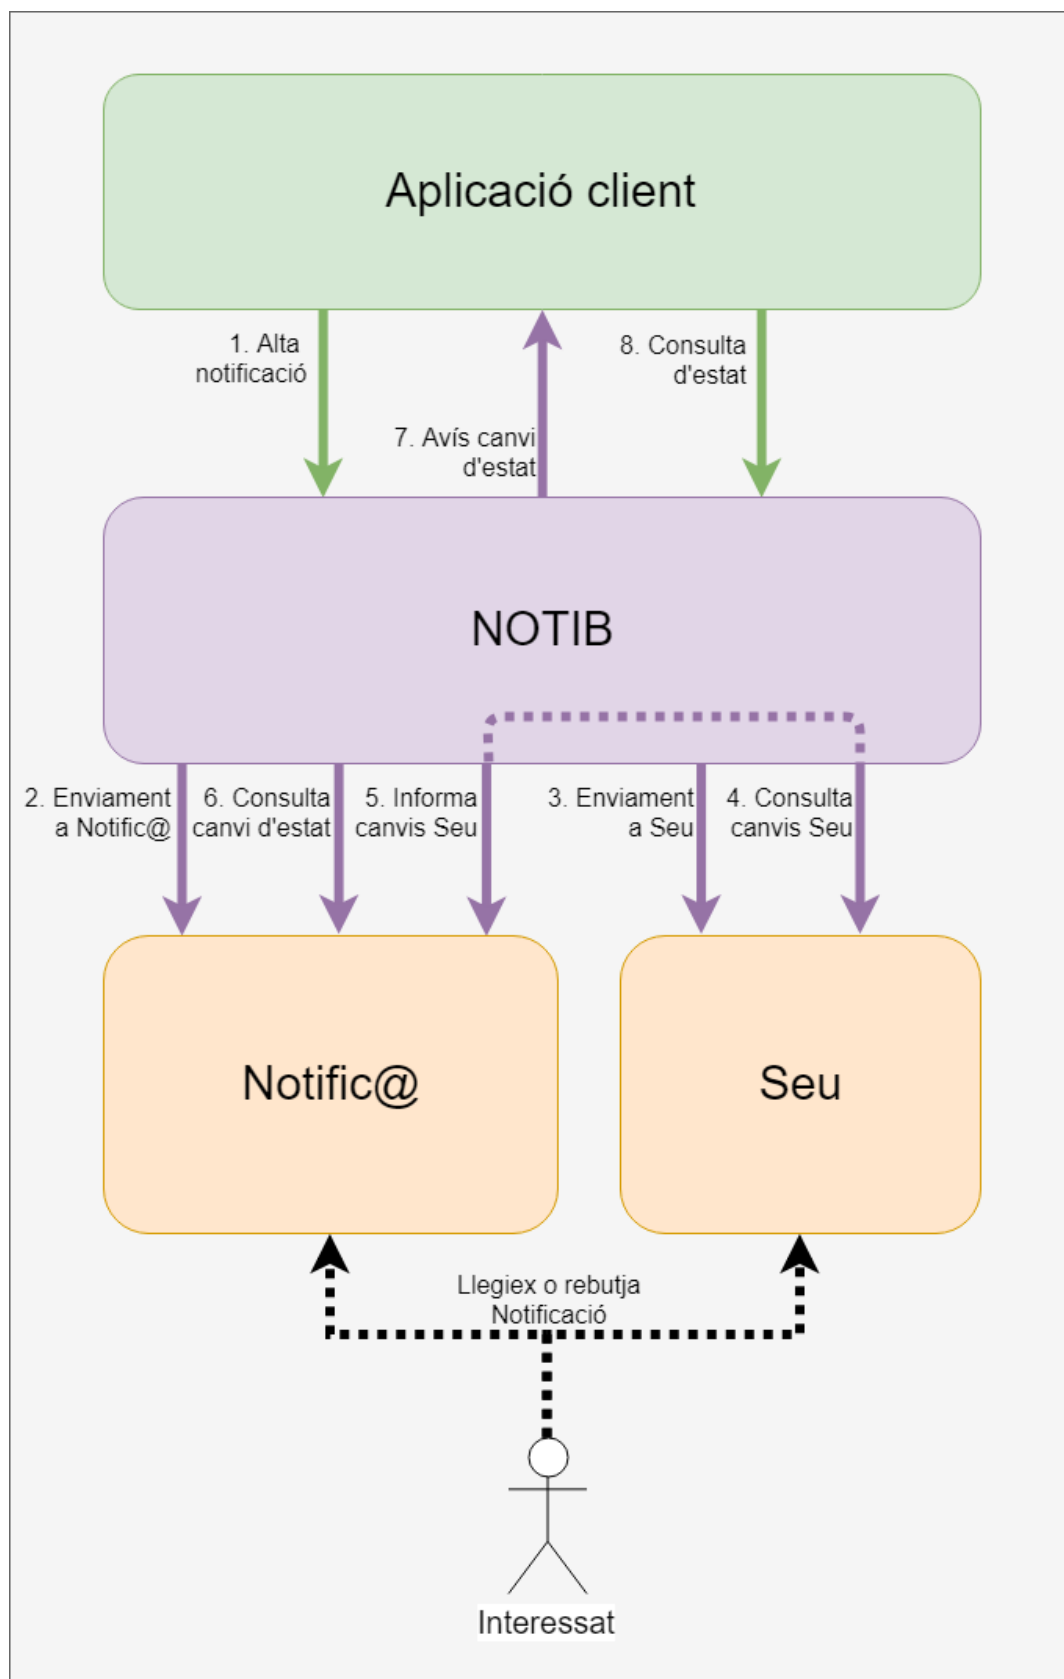 Aplicació client
1. Alta
notificació
8. Consulta
d'estat
7. Avís canvi
d'estat
NOTIB
2. Enviament
a Notific@
6. Consulta
canvi d'estat
5. Informa
canvis Seu
3. Enviament
a Seu
4. Consulta
canvis Seu
Notific@
Seu
Llegiex o rebutja
Notificació
Interessat